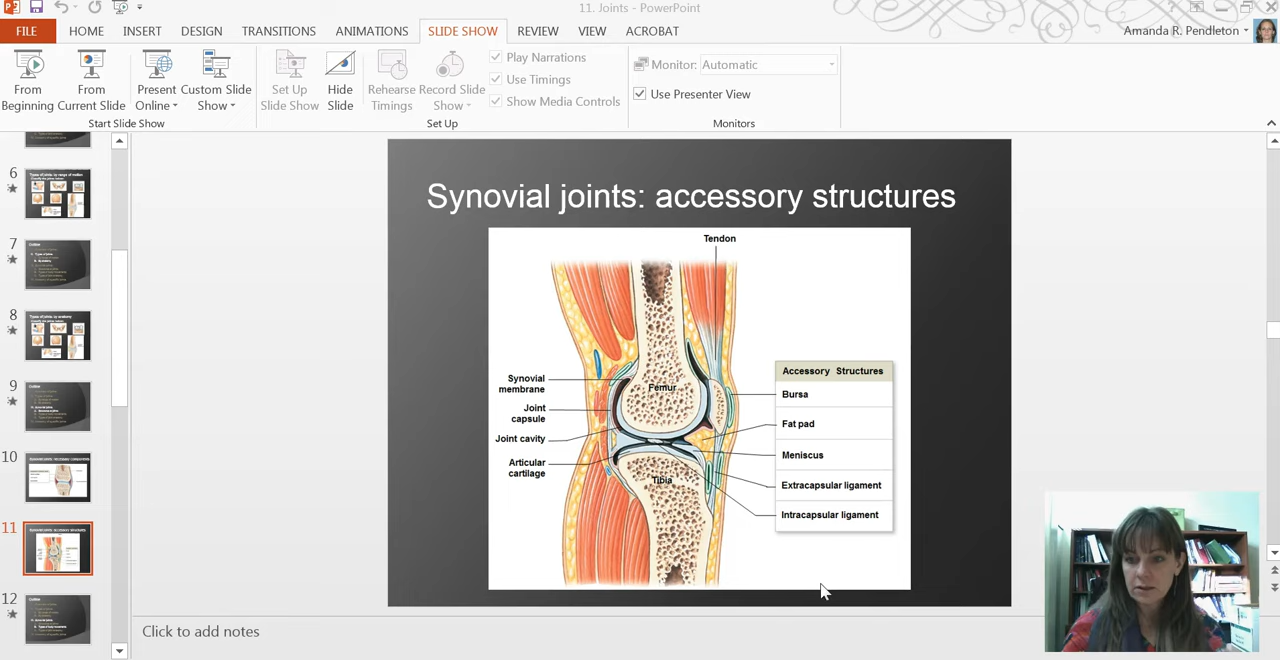 11. Joints - PowerPoint
FILE HOME INSERT DESIGN TRANSITIONS ANIMATIONS SLIDE SHOW REVIEW VIEW ACROBAT Amanda R. Pendleton
From Beginning
From Current Slide
Present Online
Custom Slide Show
Start Slide Show
Set Up Slide Show
Hide Slide
Rehearse Timings
Record Slide Show
Play Narrations
Use Timings
Show Media Controls
Set Up
Monitor: Automatic
Use Presenter View
Monitors
6
7
8
9
10
11
12
Synovial joints: accessory structures
Tendon
Synovial
membrane
Joint
capsule
Joint cavity
Articular
cartilage
Femur
Tibia
Accessory Structures
Bursa
Fat pad
Meniscus
Extracapsular ligament
Intracapsular ligament
Click to add notes